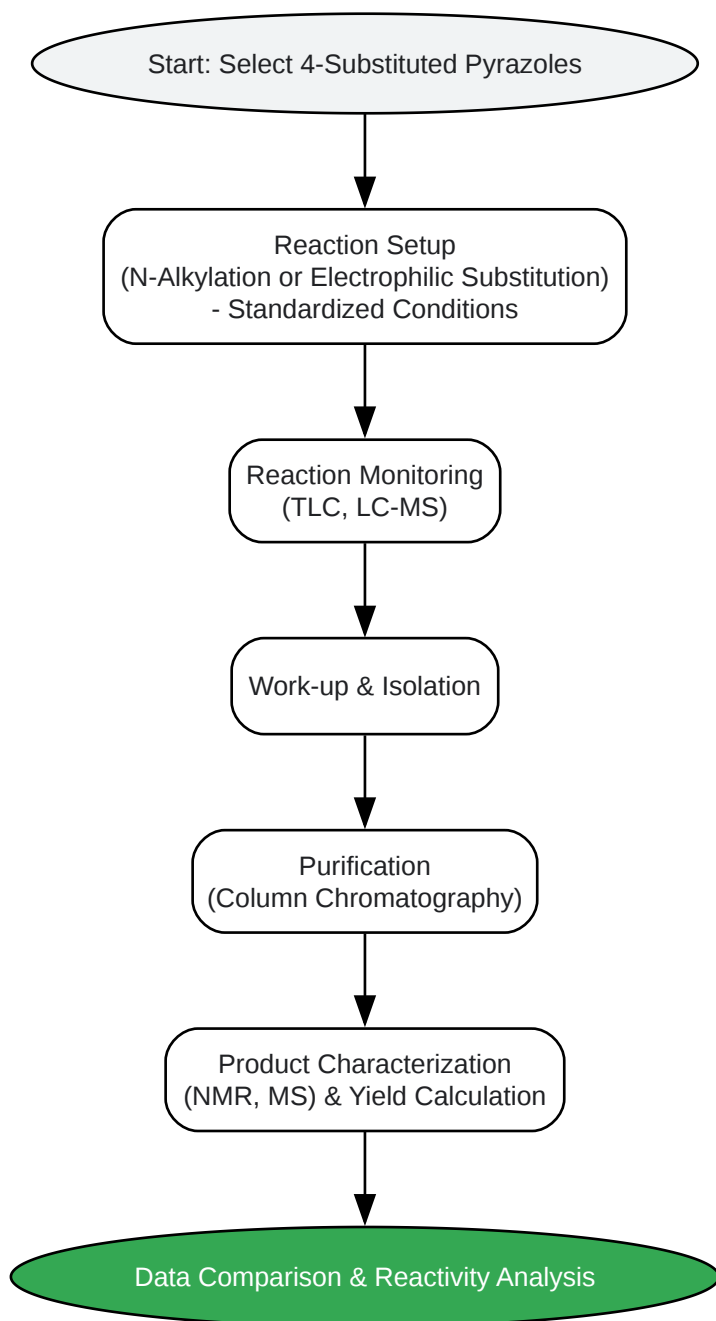 Start: Select 4-Substituted Pyrazoles
Reaction Setup
(N-Alkylation or Electrophilic Substitution)
- Standardized Conditions
Reaction Monitoring
(TLC, LC-MS)
Work-up & Isolation
Purification
(Column Chromatography)
Product Characterization
(NMR, MS) & Yield Calculation
Data Comparison & Reactivity Analysis